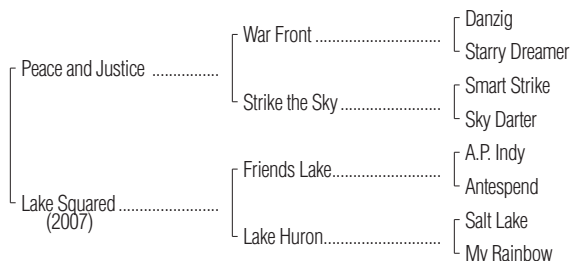 Danzig
War Front ........................................
Starry Dreamer
Peace and Justice ..................
Smart Strike
Strike the Sky ................................
Sky Darter
A.P. Indy
Friends Lake..................................
Antespend
Lake Squared ...........................
(2007)
Salt Lake
Lake Huron....................................
My Rainbow